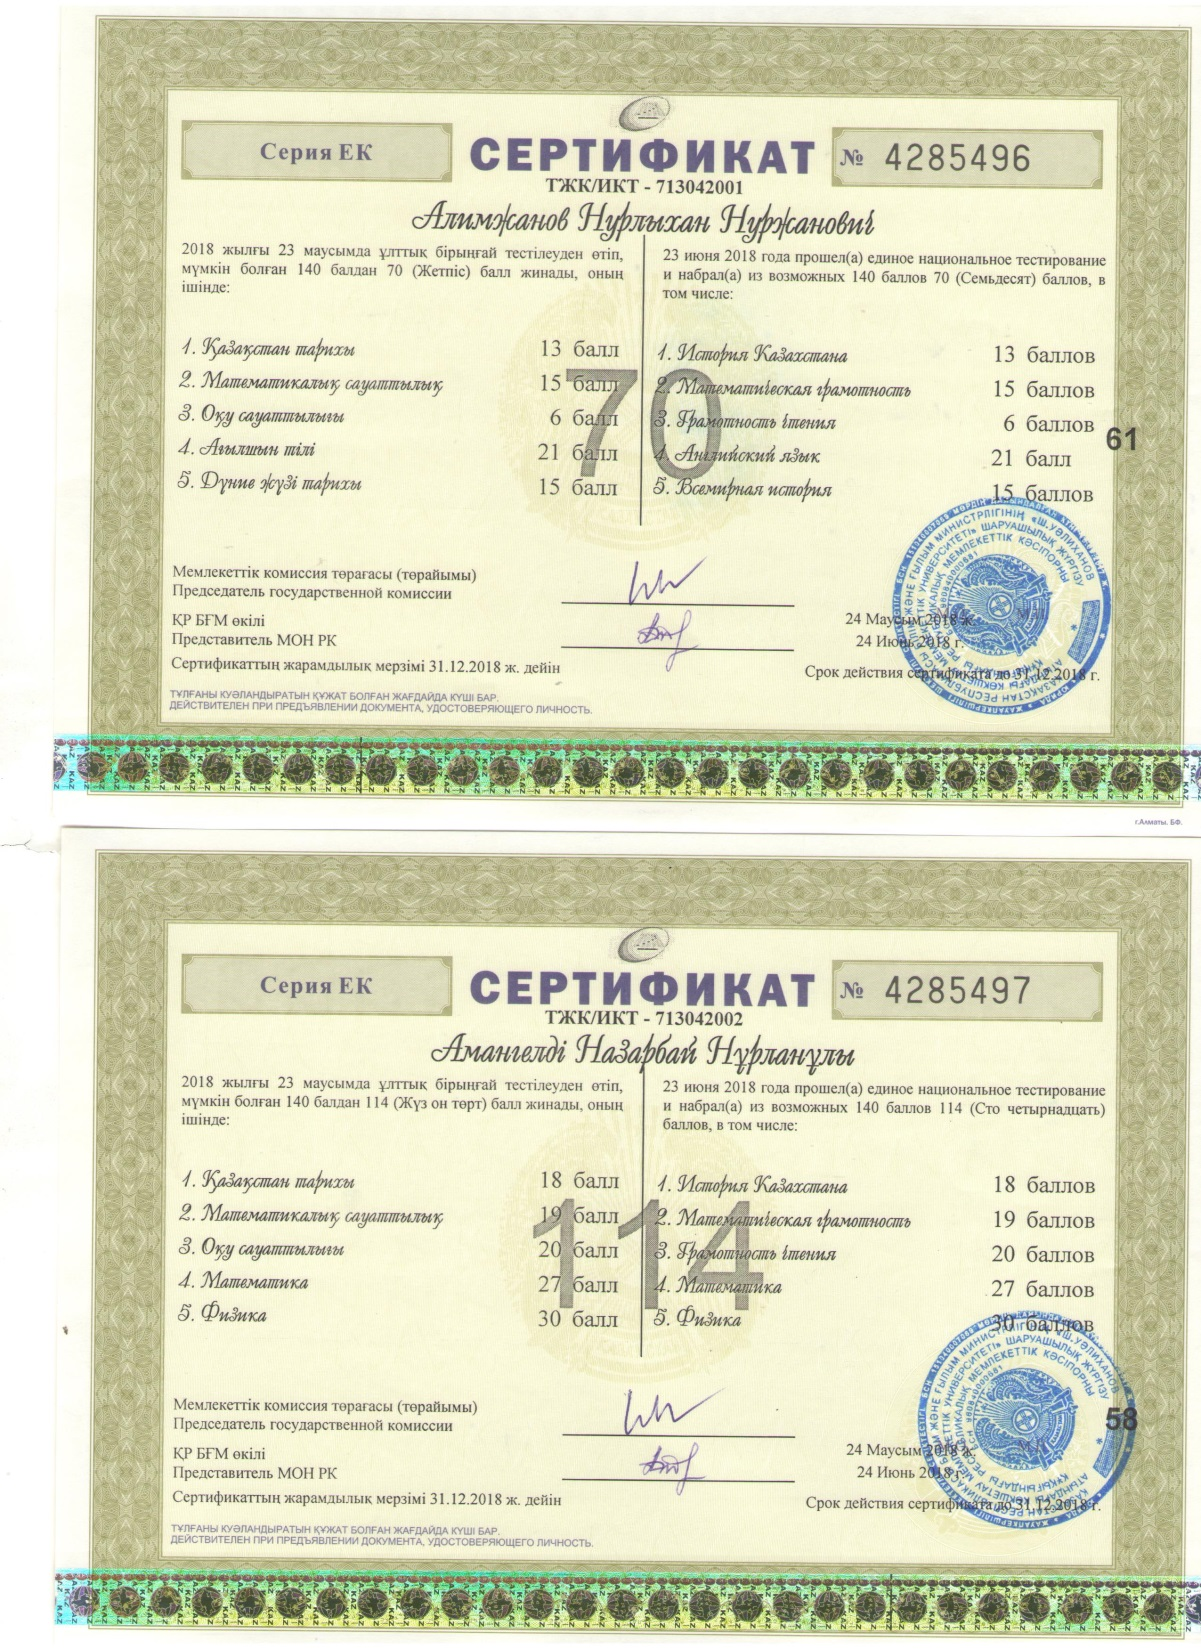 Серия ЕК
СЕРТИФИКАТ
№ 4285496
ТЖК/ИКТ - 713042001
Алимжанов Нурлыхан Нуржанович
2018 жылғы 23 маусымда ұлттық бірыңғай тестілеуден өтіп,
мүмкін болған 140 балдан 70 (Жетпіс) балл жинады, оның
ішінде:
23 июня 2018 года прошел(а) единое национальное тестирование
и набрал(а) из возможных 140 баллов 70 (Семьдесят) баллов, в
том числе:
70
1. Қазақстан тарихы 13 балл
2. Математикалық сауаттылық 15 балл
3. Оқу сауаттылығы 6 балл
4. Ағылшын тілі 21 балл
5. Дүние жүзі тарихы 15 балл
1. История Казахстана 13 баллов
2. Математическая грамотность 15 баллов
3. Грамотность чтения 6 баллов
4. Английский язык 21 балл
5. Всемирная история 15 баллов
61
Мемлекеттік комиссия төрағасы (төрайымы)
Председатель государственной комиссии
ҚР БҒМ өкілі
Представитель МОН РК
24 Маусым 2018 ж.
24 Июнь 2018 г.
Сертификаттың жарамдылық мерзімі 31.12.2018 ж. дейін
Срок действия сертификата до 31.12.2018 г.
ТҰЛҒАНЫ КУӘЛАНДЫРАТЫН ҚҰЖАТ БОЛҒАН ЖАҒДАЙДА КҮШІ БАР.
ДЕЙСТВИТЕЛЕН ПРИ ПРЕДЪЯВЛЕНИИ ДОКУМЕНТА, УДОСТОВЕРЯЮЩЕГО ЛИЧНОСТЬ.
г.Алматы. БФ.
Серия ЕК
СЕРТИФИКАТ
№ 4285497
ТЖК/ИКТ - 713042002
Амангелді Назарбай Нұрланұлы
2018 жылғы 23 маусымда ұлттық бірыңғай тестілеуден өтіп,
мүмкін болған 140 балдан 114 (Жүз он төрт) балл жинады, оның
ішінде:
23 июня 2018 года прошел(а) единое национальное тестирование
и набрал(а) из возможных 140 баллов 114 (Сто четырнадцать)
баллов, в том числе:
114
1. Қазақстан тарихы 18 балл
2. Математикалық сауаттылық 19 балл
3. Оқу сауаттылығы 20 балл
4. Математика 27 балл
5. Физика 30 балл
1. История Казахстана 18 баллов
2. Математическая грамотность 19 баллов
3. Грамотность чтения 20 баллов
4. Математика 27 баллов
5. Физика 30 баллов
58
Мемлекеттік комиссия төрағасы (төрайымы)
Председатель государственной комиссии
ҚР БҒМ өкілі
Представитель МОН РК
24 Маусым 2018 ж.
24 Июнь 2018 г.
Сертификаттың жарамдылық мерзімі 31.12.2018 ж. дейін
Срок действия сертификата до 31.12.2018 г.
ТҰЛҒАНЫ КУӘЛАНДЫРАТЫН ҚҰЖАТ БОЛҒАН ЖАҒДАЙДА КҮШІ БАР.
ДЕЙСТВИТЕЛЕН ПРИ ПРЕДЪЯВЛЕНИИ ДОКУМЕНТА, УДОСТОВЕРЯЮЩЕГО ЛИЧНОСТЬ.